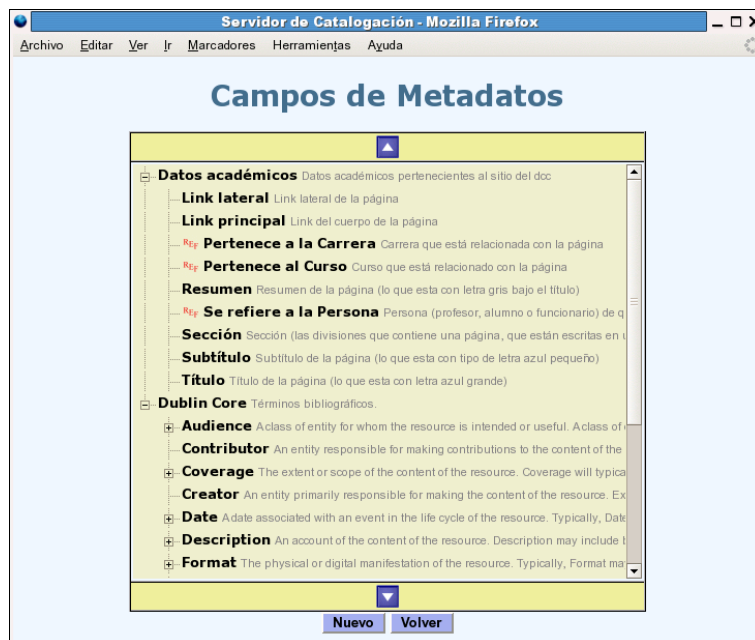 Servidor de Catalogación - Mozilla Firefox
Archivo Editar Ver Ir Marcadores Herramientas Ayuda
Campos de Metadatos
Datos académicos Datos académicos pertenecientes al sitio del dcc
Link lateral Link lateral de la página
Link principal Link del cuerpo de la página
REF Pertenece a la Carrera Carrera que está relacionada con la página
REF Pertenece al Curso Curso que está relacionado con la página
Resumen Resumen de la página (lo que esta con letra gris bajo el título)
REF Se refiere a la Persona Persona (profesor, alumno o funcionario) de q
Sección Sección (las divisiones que contiene una página, que están escritas en
Subtítulo Subtítulo de la página (lo que esta con tipo de letra azul pequeño)
Título Título de la página (lo que esta con letra azul grande)
Dublin Core Términos bibliográficos.
Audience A class of entity for whom the resource is intended or useful. A class of
Contributor An entity responsible for making contributions to the content of the
Coverage The extent or scope of the content of the resource. Coverage will typica
Creator An entity primarily responsible for making the content of the resource. Ex
Date A date associated with an event in the life cycle of the resource. Typically, Date
Description An account of the content of the resource. Description may include
Format The physical or digital manifestation of the resource. Typically, Format ma
Nuevo Volver